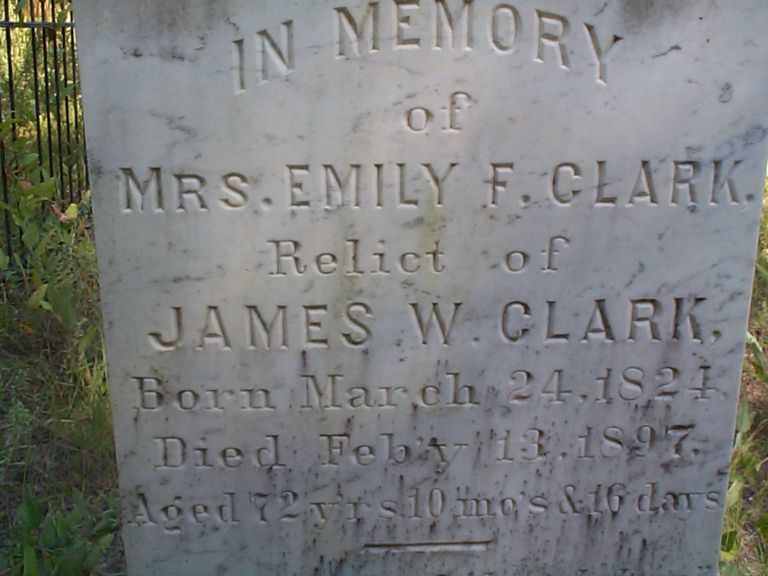 IN MEMORY
of
MRS. EMILY F. CLARK.
Relict of
JAMES W. CLARK,
Born March 24, 1824.
Died Feb'y 13, 1897.
Aged 72 yrs 10 mo's & 16 days